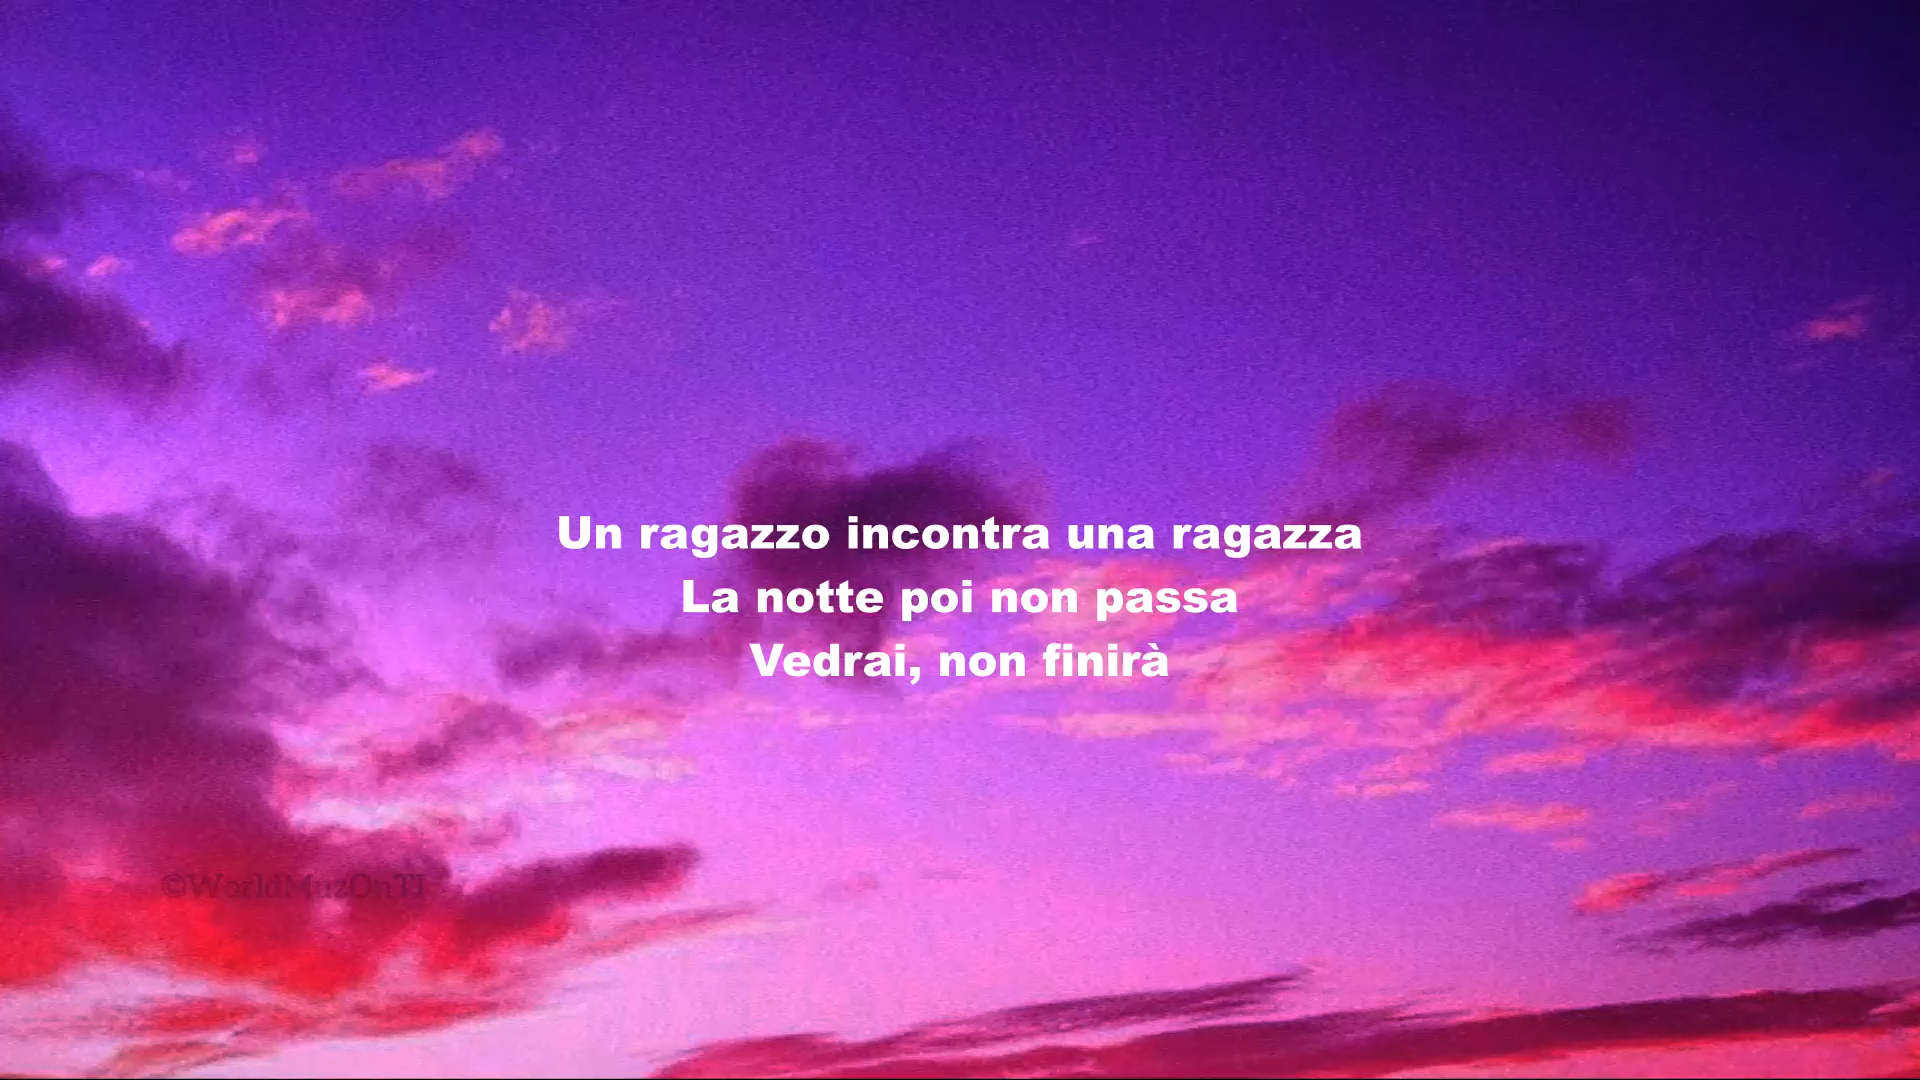 Un ragazzo incontra una ragazza
La notte poi non passa
Vedrai, non finirà
©WorldMuzOnTJ